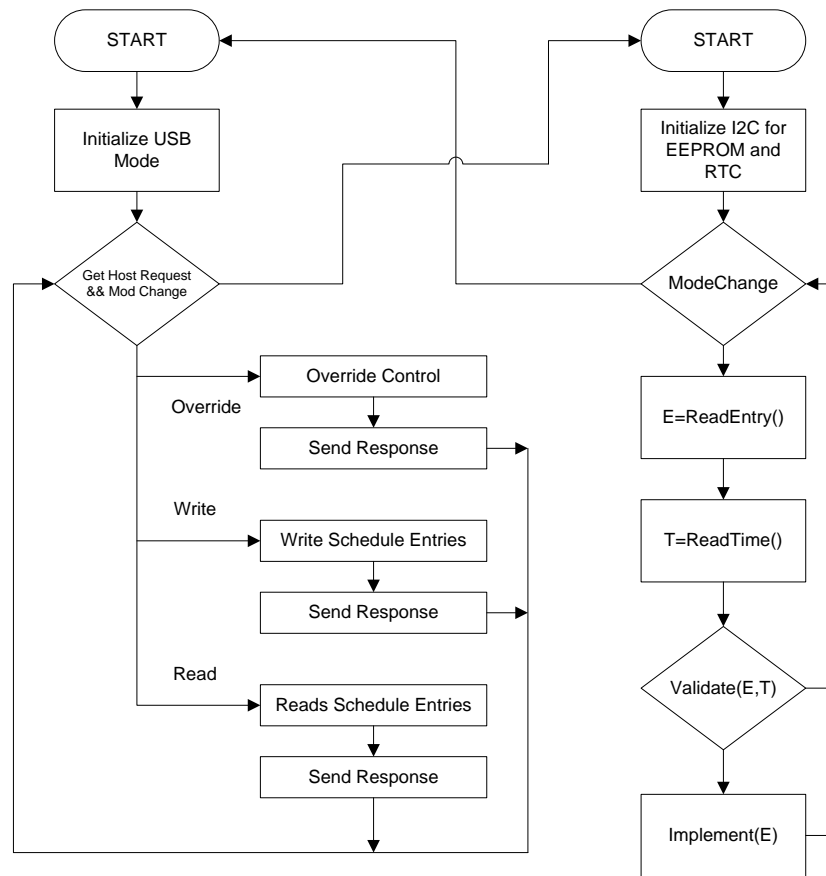 START
Initialize USB
Mode
Get Host Request
&& Mod Change
Override Control
Override
Send Response
Write
Write Schedule Entries
Send Response
Read
Reads Schedule Entries
Send Response
START
Initialize I2C for
EEPROM and
RTC
ModeChange
E=ReadEntry()
T=ReadTime()
Validate(E,T)
Implement(E)